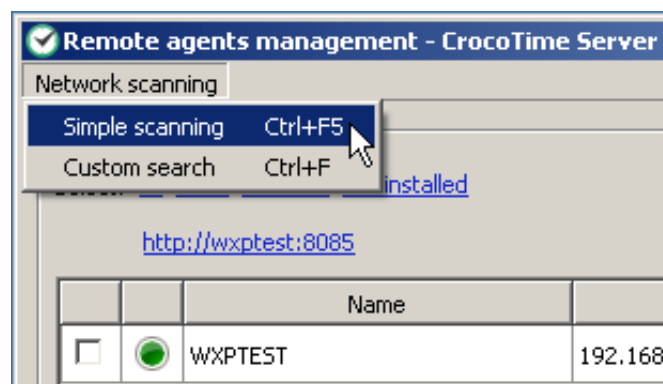 Remote agents management - CrocoTime Server
Network scanning
Simple scanning Ctrl+F5
Custom search Ctrl+F
installed
http://wxptest:8085
Name
WXPTEST 192.168